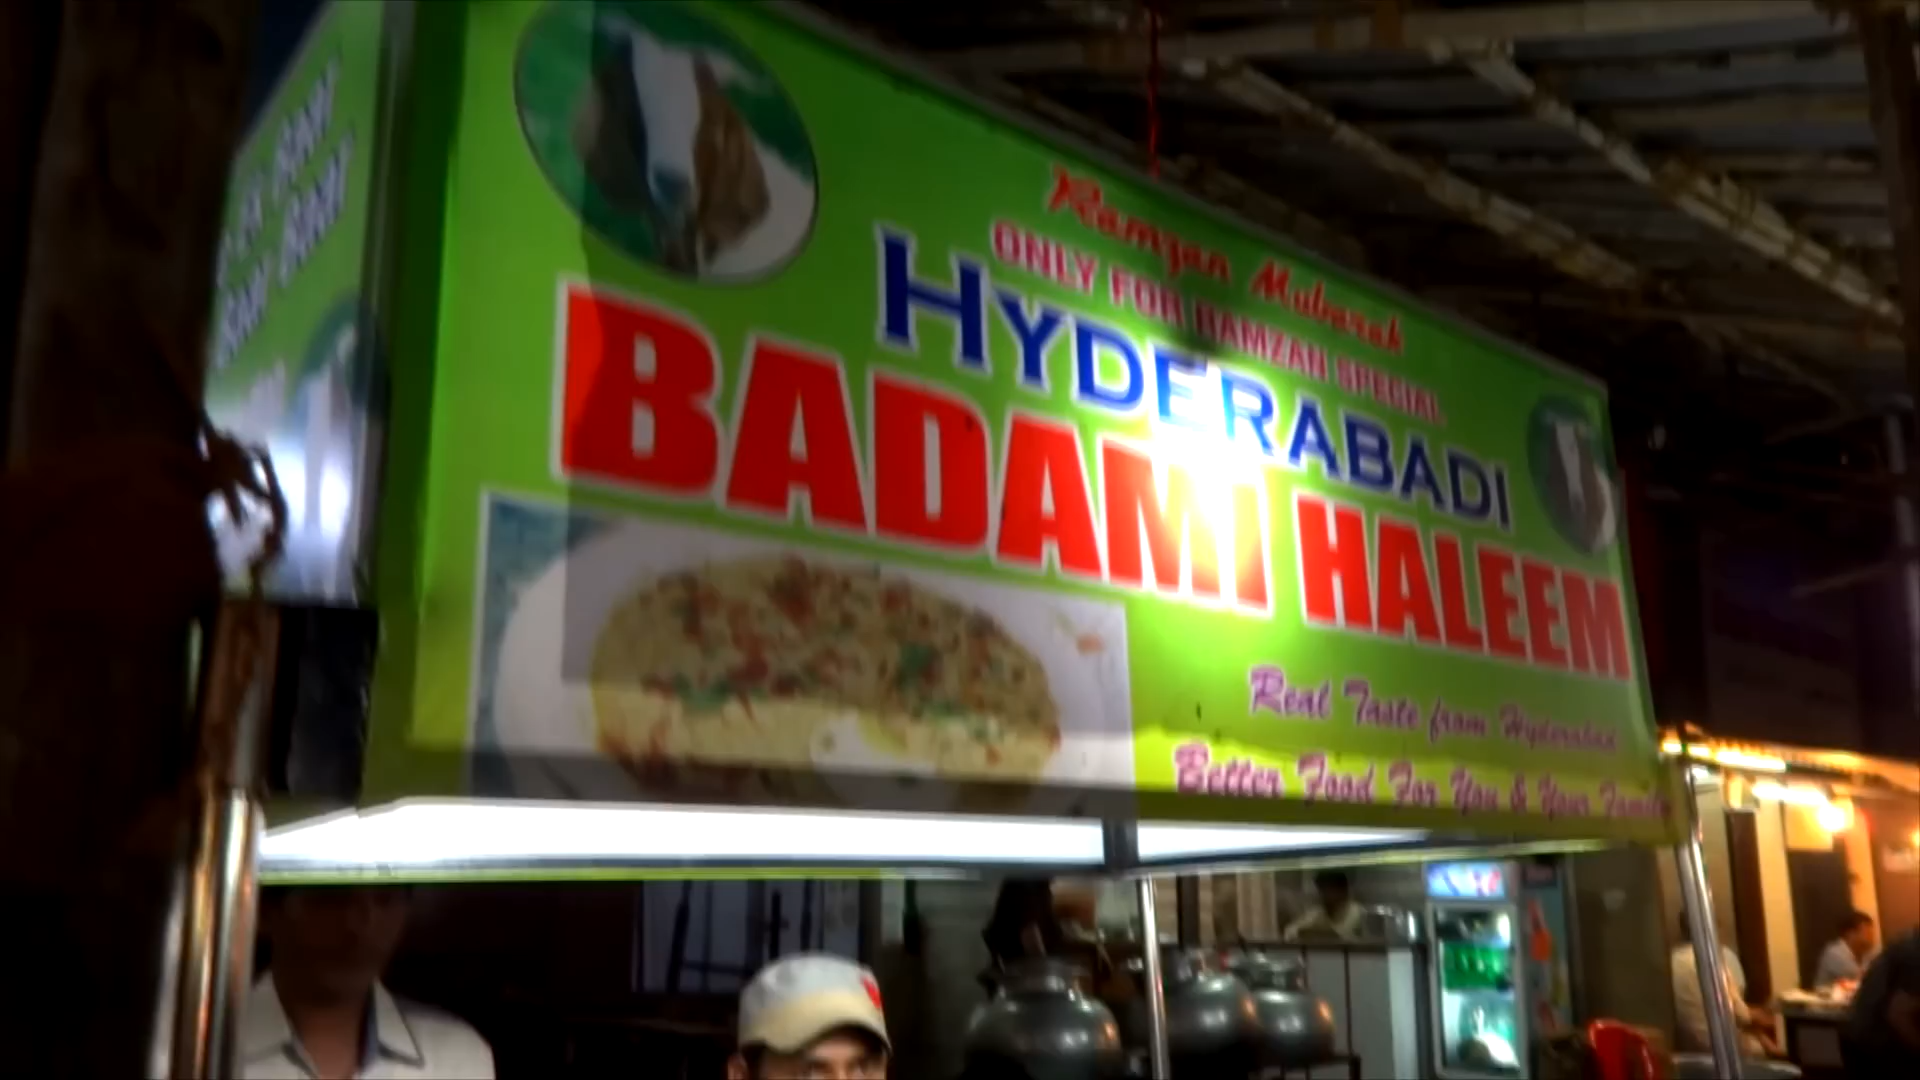 Ramzan Mubarak
ONLY FOR RAMZAN SPECIAL
HYDERABADI
BADAMI HALEEM
Real Taste from Hyderabad
Better Food For You & Your Family